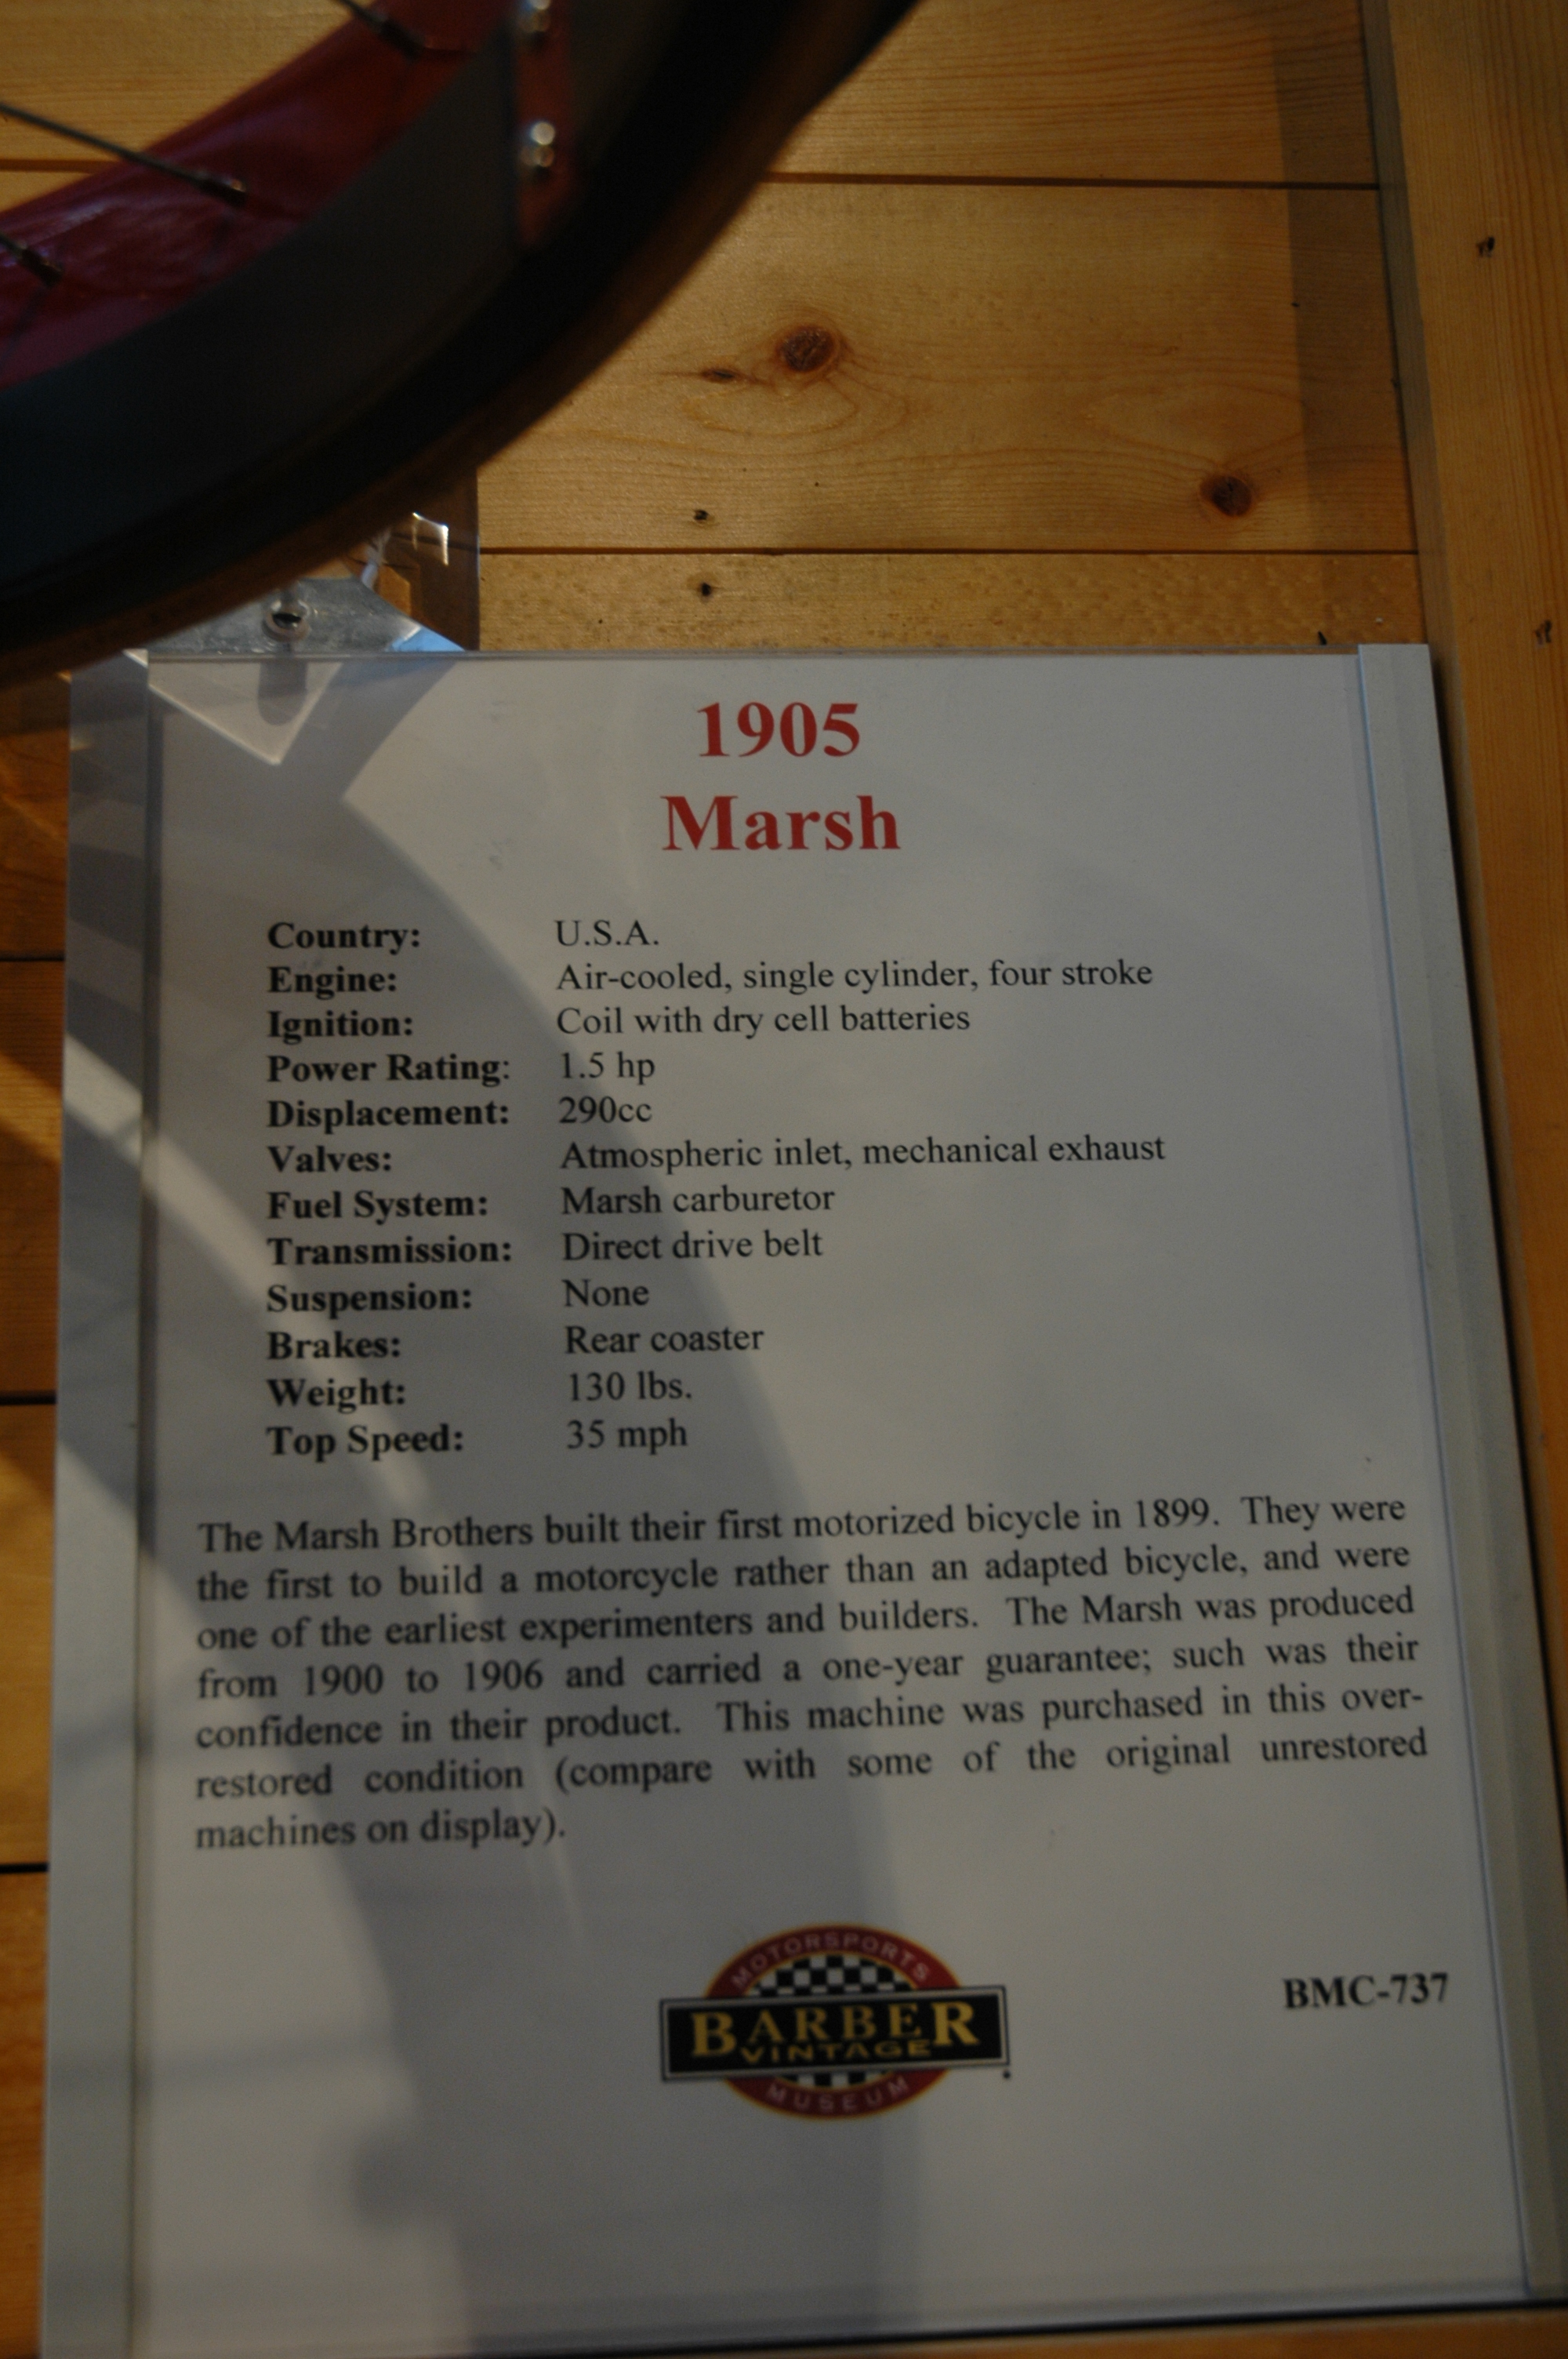 1905
Marsh
Country: U.S.A.
Engine: Air-cooled, single cylinder, four stroke
Ignition: Coil with dry cell batteries
Power Rating: 1.5 hp
Displacement: 290cc
Valves: Atmospheric inlet, mechanical exhaust
Fuel System: Marsh carburetor
Transmission: Direct drive belt
Suspension: None
Brakes: Rear coaster
Weight: 130 lbs.
Top Speed: 35 mph
The Marsh Brothers built their first motorized bicycle in 1899. They were
the first to build a motorcycle rather than an adapted bicycle, and were
one of the earliest experimenters and builders. The Marsh was produced
from 1900 to 1906 and carried a one-year guarantee; such was their
confidence in their product. This machine was purchased in this over-
restored condition (compare with some of the original unrestored
machines on display).
MOTORSPORTS
BARBER
VINTAGE
MUSEUM
BMC-737